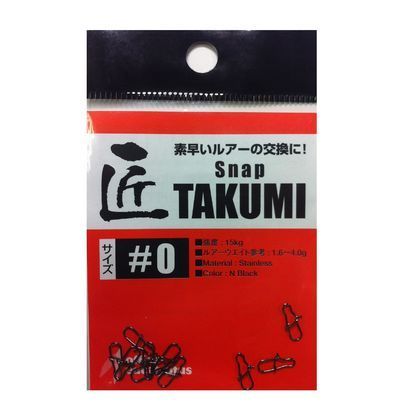 匠
素早いルアーの交換に!
Snap
TAKUMI
サイズ
#0
■強度:15kg
■ルアーウエイト参考:1.6～4.0g
■Material : Stainless
■Color : N Black